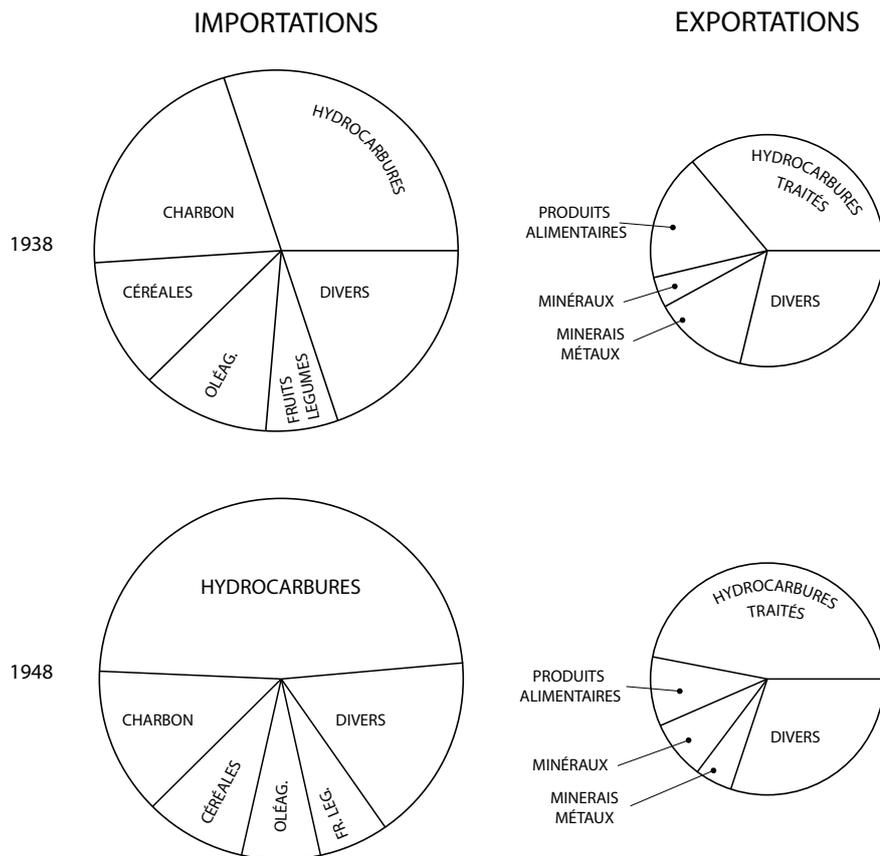 IMPORTATIONS
EXPORTATIONS
1938
HYDROCARBURES
CHARBON
CÉRÉALES
OLÉAG.
FRUITS
LEGUMES
DIVERS
HYDROCARBURES
TRAITÉS
PRODUITS
ALIMENTAIRES
MINÉRAUX
MINERAIS
MÉTAUX
DIVERS
1948
HYDROCARBURES
CHARBON
CÉRÉALES
OLÉAG.
FR. LEG.
DIVERS
HYDROCARBURES
TRAITÉS
PRODUITS
ALIMENTAIRES
MINÉRAUX
MINERAIS
MÉTAUX
DIVERS